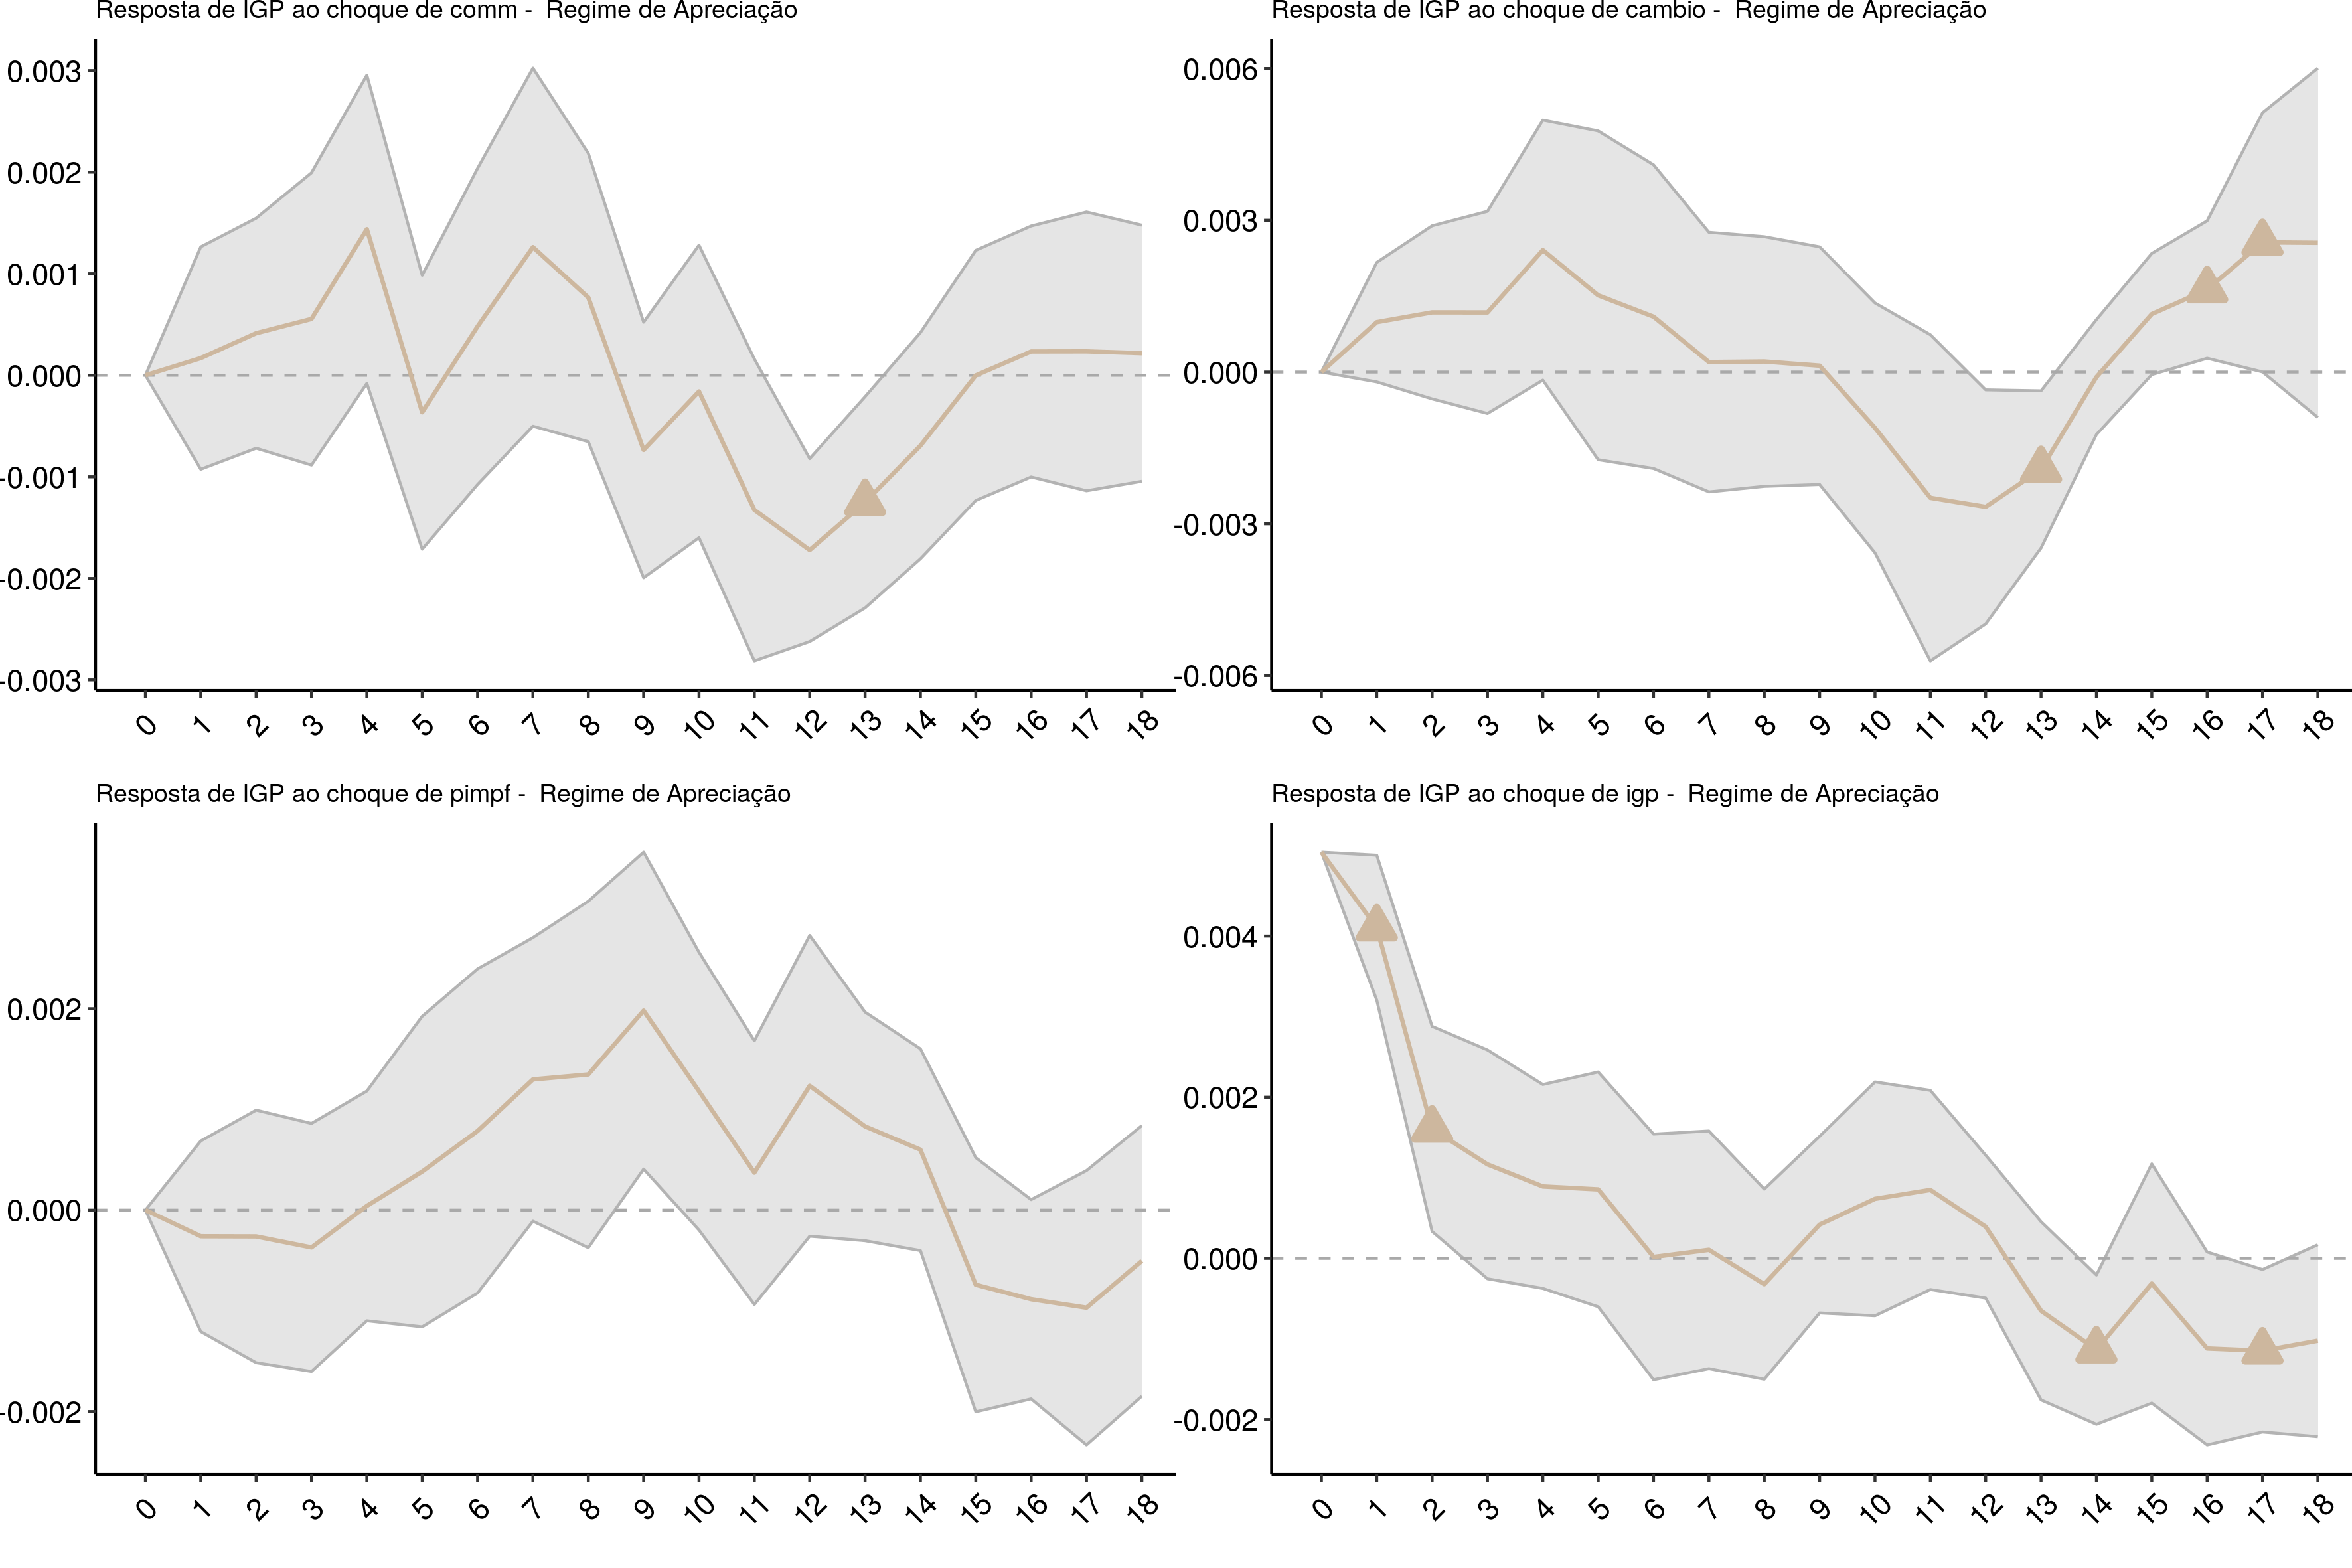 Resposta de IGP ao choque de comm - Regime de Apreciação
0.003
0.002
0.001
0.000
-0.001
-0.002
-0.003
0 1 2 3 4 5 6 7 8 9 10 11 12 13 14 15 16 17 18
Resposta de IGP ao choque de cambio - Regime de Apreciação
0.006
0.003
0.000
-0.003
-0.006
0 1 2 3 4 5 6 7 8 9 10 11 12 13 14 15 16 17 18
Resposta de IGP ao choque de pimpf - Regime de Apreciação
0.002
0.000
-0.002
0 1 2 3 4 5 6 7 8 9 10 11 12 13 14 15 16 17 18
Resposta de IGP ao choque de igp - Regime de Apreciação
0.004
0.002
0.000
-0.002
0 1 2 3 4 5 6 7 8 9 10 11 12 13 14 15 16 17 18